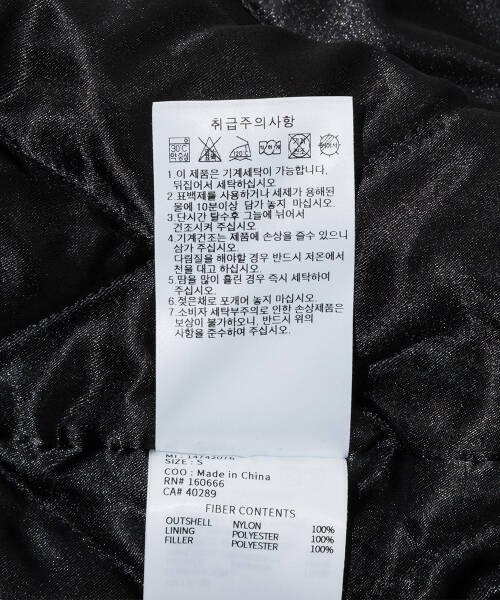 취급주의사항
30℃
약알칼리성
1.이 제품은 기계세탁이 가능합니다.
뒤집어서 세탁하십시오.
2.표백제를 사용하거나 세제가 용해된
물에 10분이상 담가 놓지 마십시오.
3.단시간 탈수후 그늘에 뉘어서
건조시켜 주십시오
4.기계건조는 제품에 손상을 줄수 있으니
삼가 주십시오.
다림질을 해야할 경우 반드시 저온에서
천을 대고 하십시오.
5.땀을 많이 흘린 경우 즉시 세탁하여
주십시오.
6.젖은채로 포개어 놓지 마십시오.
7.소비자 세탁부주의로 인한 손상제품은
보상이 불가하오니, 반드시 위의
사항을 준수하여 주십시오.
MI: 14742076
SIZE: S
COO: Made in China
RN# 160666
CA# 40289
FIBER CONTENTS
OUTSHELL NYLON 100%
LINING POLYESTER 100%
FILLER POLYESTER 100%